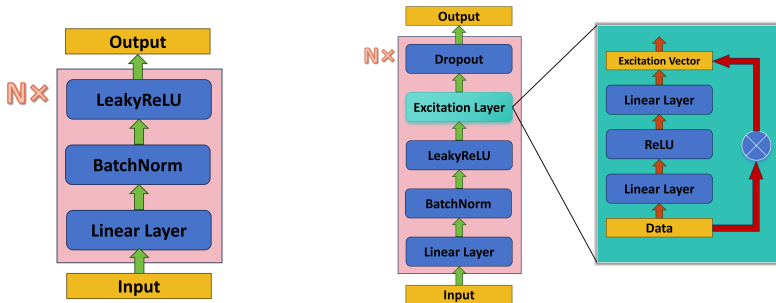 Output
N×
LeakyReLU
BatchNorm
Linear Layer
Input
Output
N×
Dropout
Excitation Layer
LeakyReLU
BatchNorm
Linear Layer
Input
Excitation Vector
Linear Layer
ReLU
Linear Layer
Data